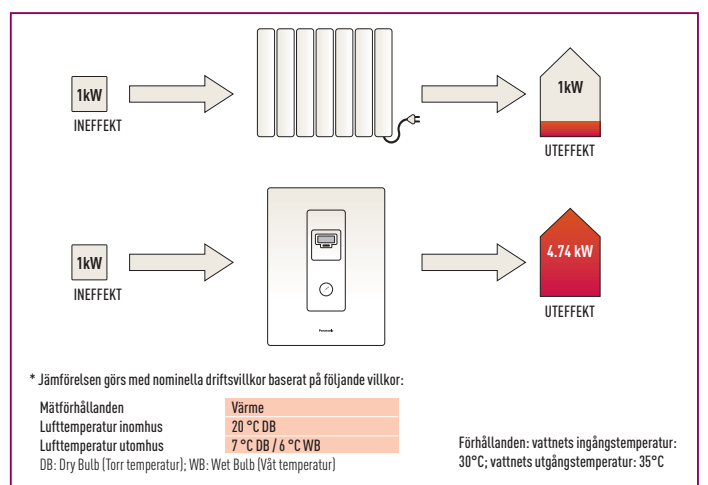 1kW
INEFFEKT
1kW
UTEFFEKT
1kW
INEFFEKT
Panasonic
4.74 kW
UTEFFEKT
* Jämförelsen görs med nominella driftsvillkor baserat på följande villkor:
Mätförhållanden Värme
Lufttemperatur inomhus 20 °C DB
Lufttemperatur utomhus 7 °C DB / 6 °C WB
DB: Dry Bulb (Torr temperatur); WB: Wet Bulb (Våt temperatur)
Förhållanden: vattnets ingångstemperatur:
30°C; vattnets utgångstemperatur: 35°C